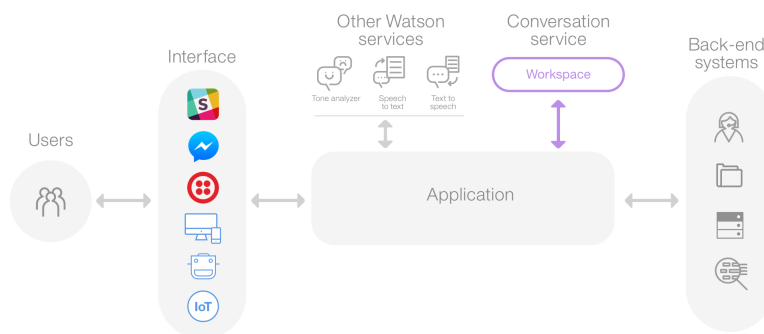 Users
Interface
S
IoT
Other Watson
services
Tone analyzer
Speech
to text
Text to
speech
Conversation
service
Workspace
Application
Back-end
systems